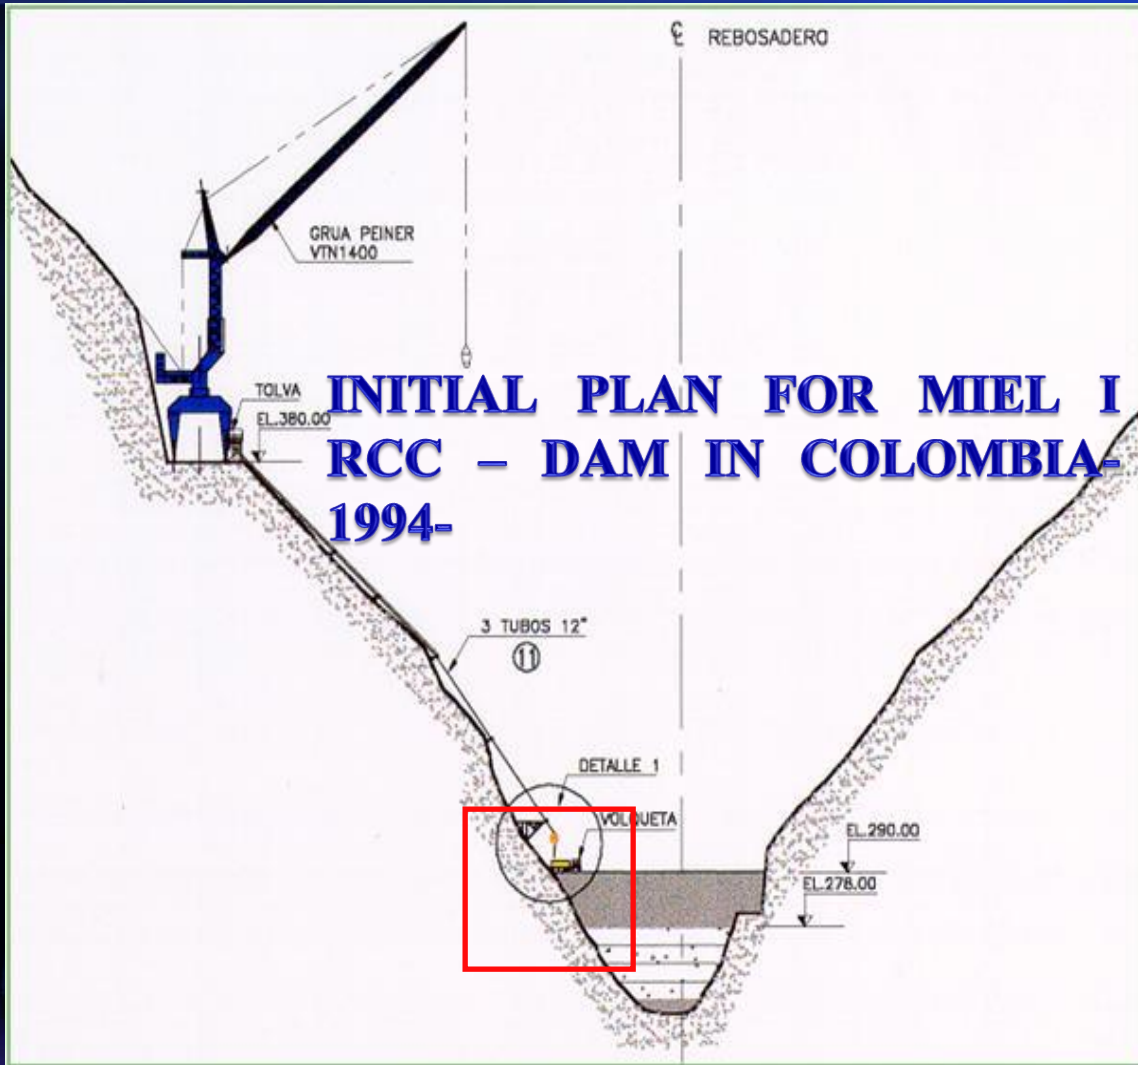 ℄ REBOSADERO
GRUA PEINER
VTN1400
TOLVA
EL.380.00
INITIAL PLAN FOR MIEL I
RCC – DAM IN COLOMBIA-
1994-
3 TUBOS 12"
11
DETALLE 1
VOLQUETA
EL.290.00
EL.278.00